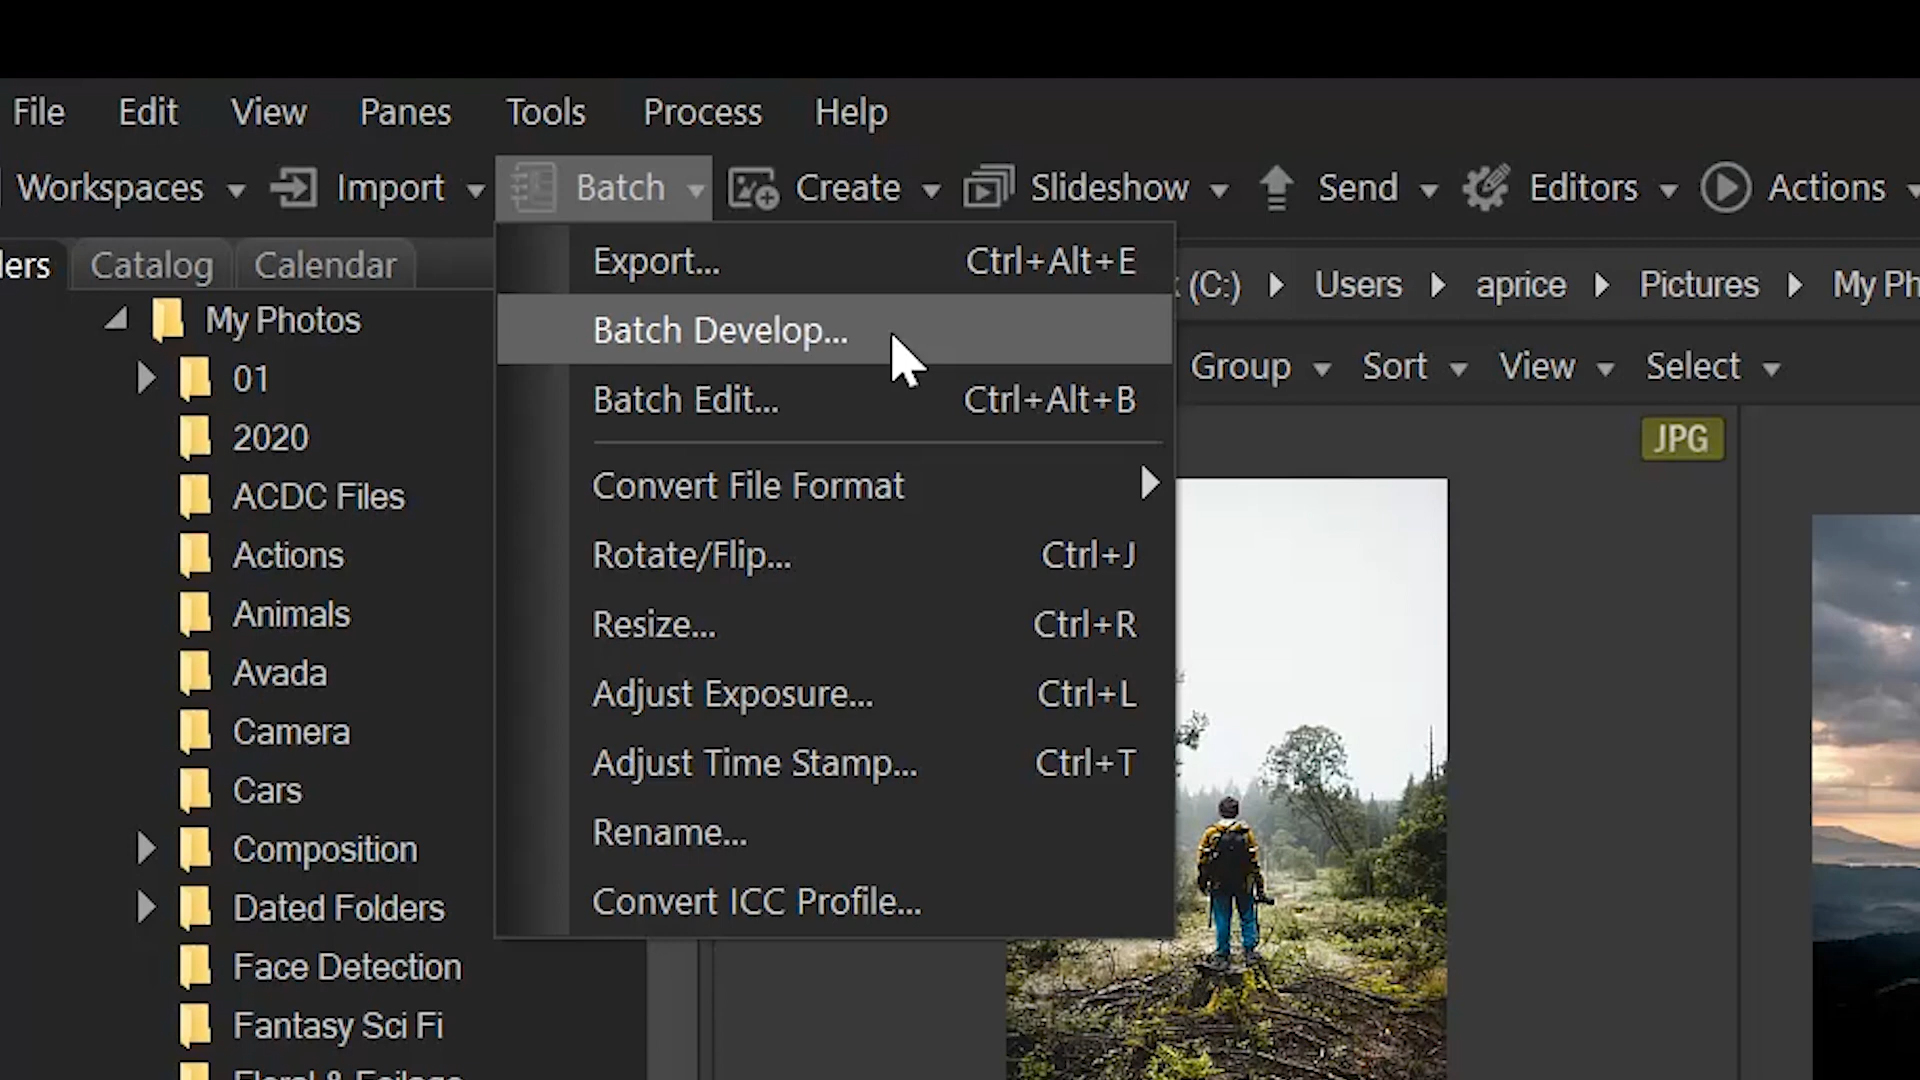 File Edit View Panes Tools Process Help
Workspaces Import Batch Create Slideshow Send Editors Actions
Catalog Calendar
(C:) Users aprice Pictures
Group Sort View Select
My Photos
01
2020
ACDC Files
Actions
Animals
Avada
Camera
Cars
Composition
Dated Folders
Face Detection
Fantasy Sci Fi
Export... Ctrl+Alt+E
Batch Develop...
Batch Edit... Ctrl+Alt+B
Convert File Format
Rotate/Flip... Ctrl+J
Resize... Ctrl+R
Adjust Exposure... Ctrl+L
Adjust Time Stamp... Ctrl+T
Rename...
Convert ICC Profile...
JPG